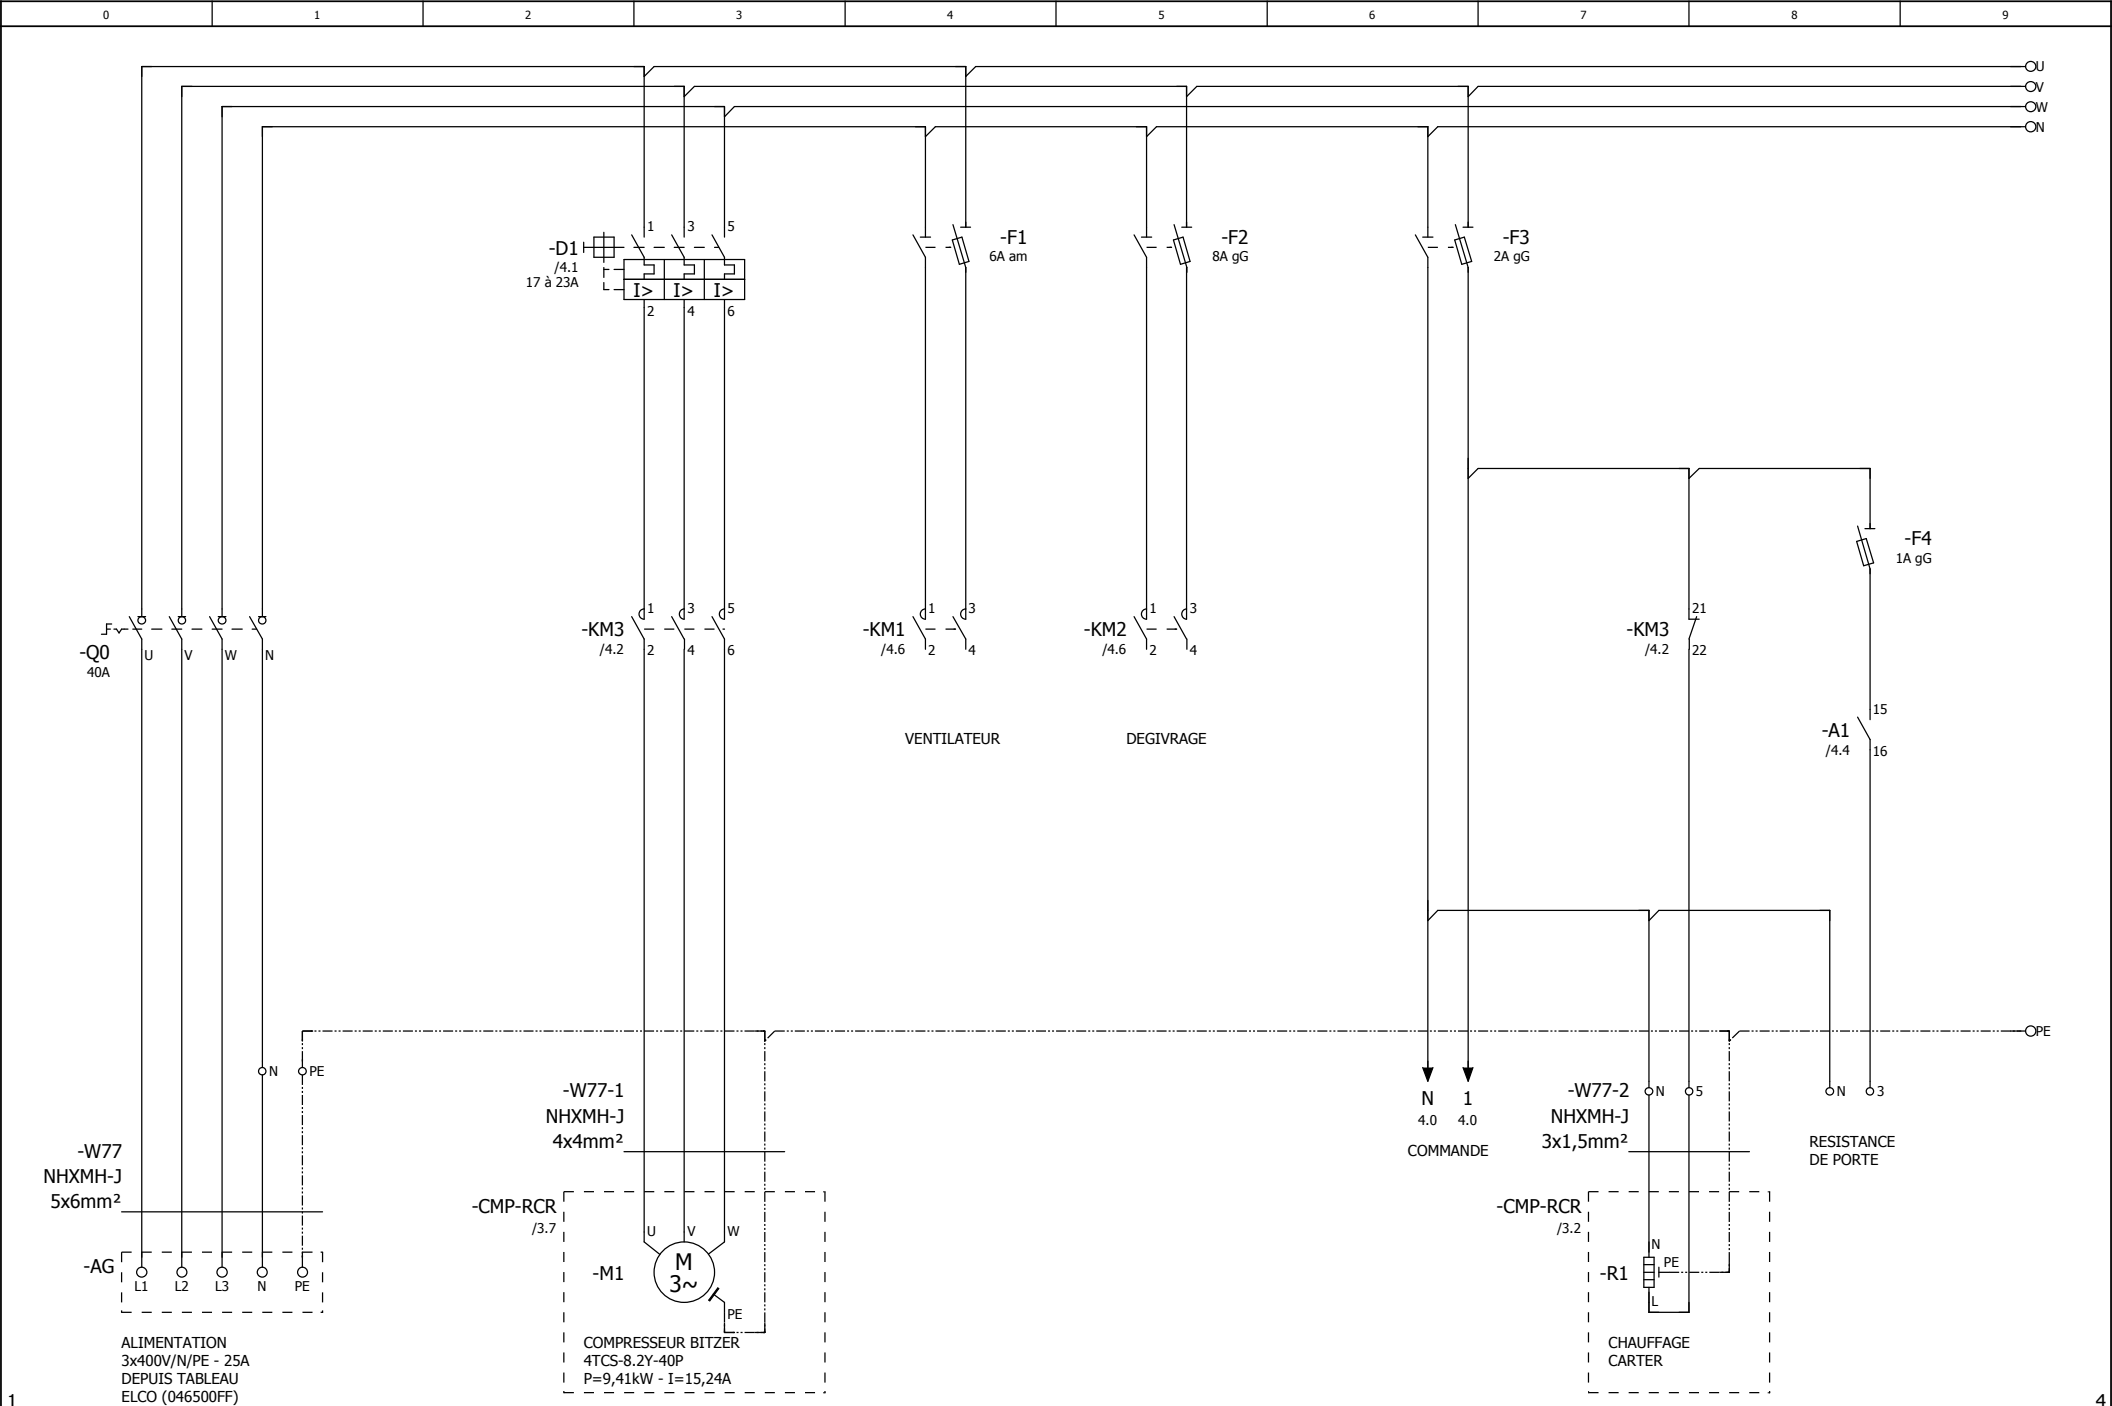 0 1 2 3 4 5 6 7 8 9
U
V
W
N
-D1
/4.1
17 à 23A
1 3 5
I> I> I>
2 4 6
-F1
6A am
-F2
8A gG
-F3
2A gG
-F4
1A gG
-Q0
40A
U V W N
-KM3
/4.2
1 3 5
2 4 6
-KM1
/4.6
1 3
2 4
-KM2
/4.6
1 3
2 4
-KM3
/4.2
21
22
VENTILATEUR
DEGIVRAGE
-A1
/4.4
15
16
PE
N PE
-W77
NHXMH-J
5x6mm²
-W77-1
NHXMH-J
4x4mm²
N 1
4.0 4.0
COMMANDE
-W77-2
NHXMH-J
3x1,5mm²
N 5
N 3
RESISTANCE
DE PORTE
-AG
L1 L2 L3 N PE
ALIMENTATION
3x400V/N/PE - 25A
DEPUIS TABLEAU
ELCO (046500FF)
-CMP-RCR
/3.7
U V W
-M1
M
3~
PE
COMPRESSEUR BITZER
4TCS-8.2Y-40P
P=9,41kW - I=15,24A
-CMP-RCR
/3.2
N
-R1
PE
L
CHAUFFAGE
CARTER
1
4